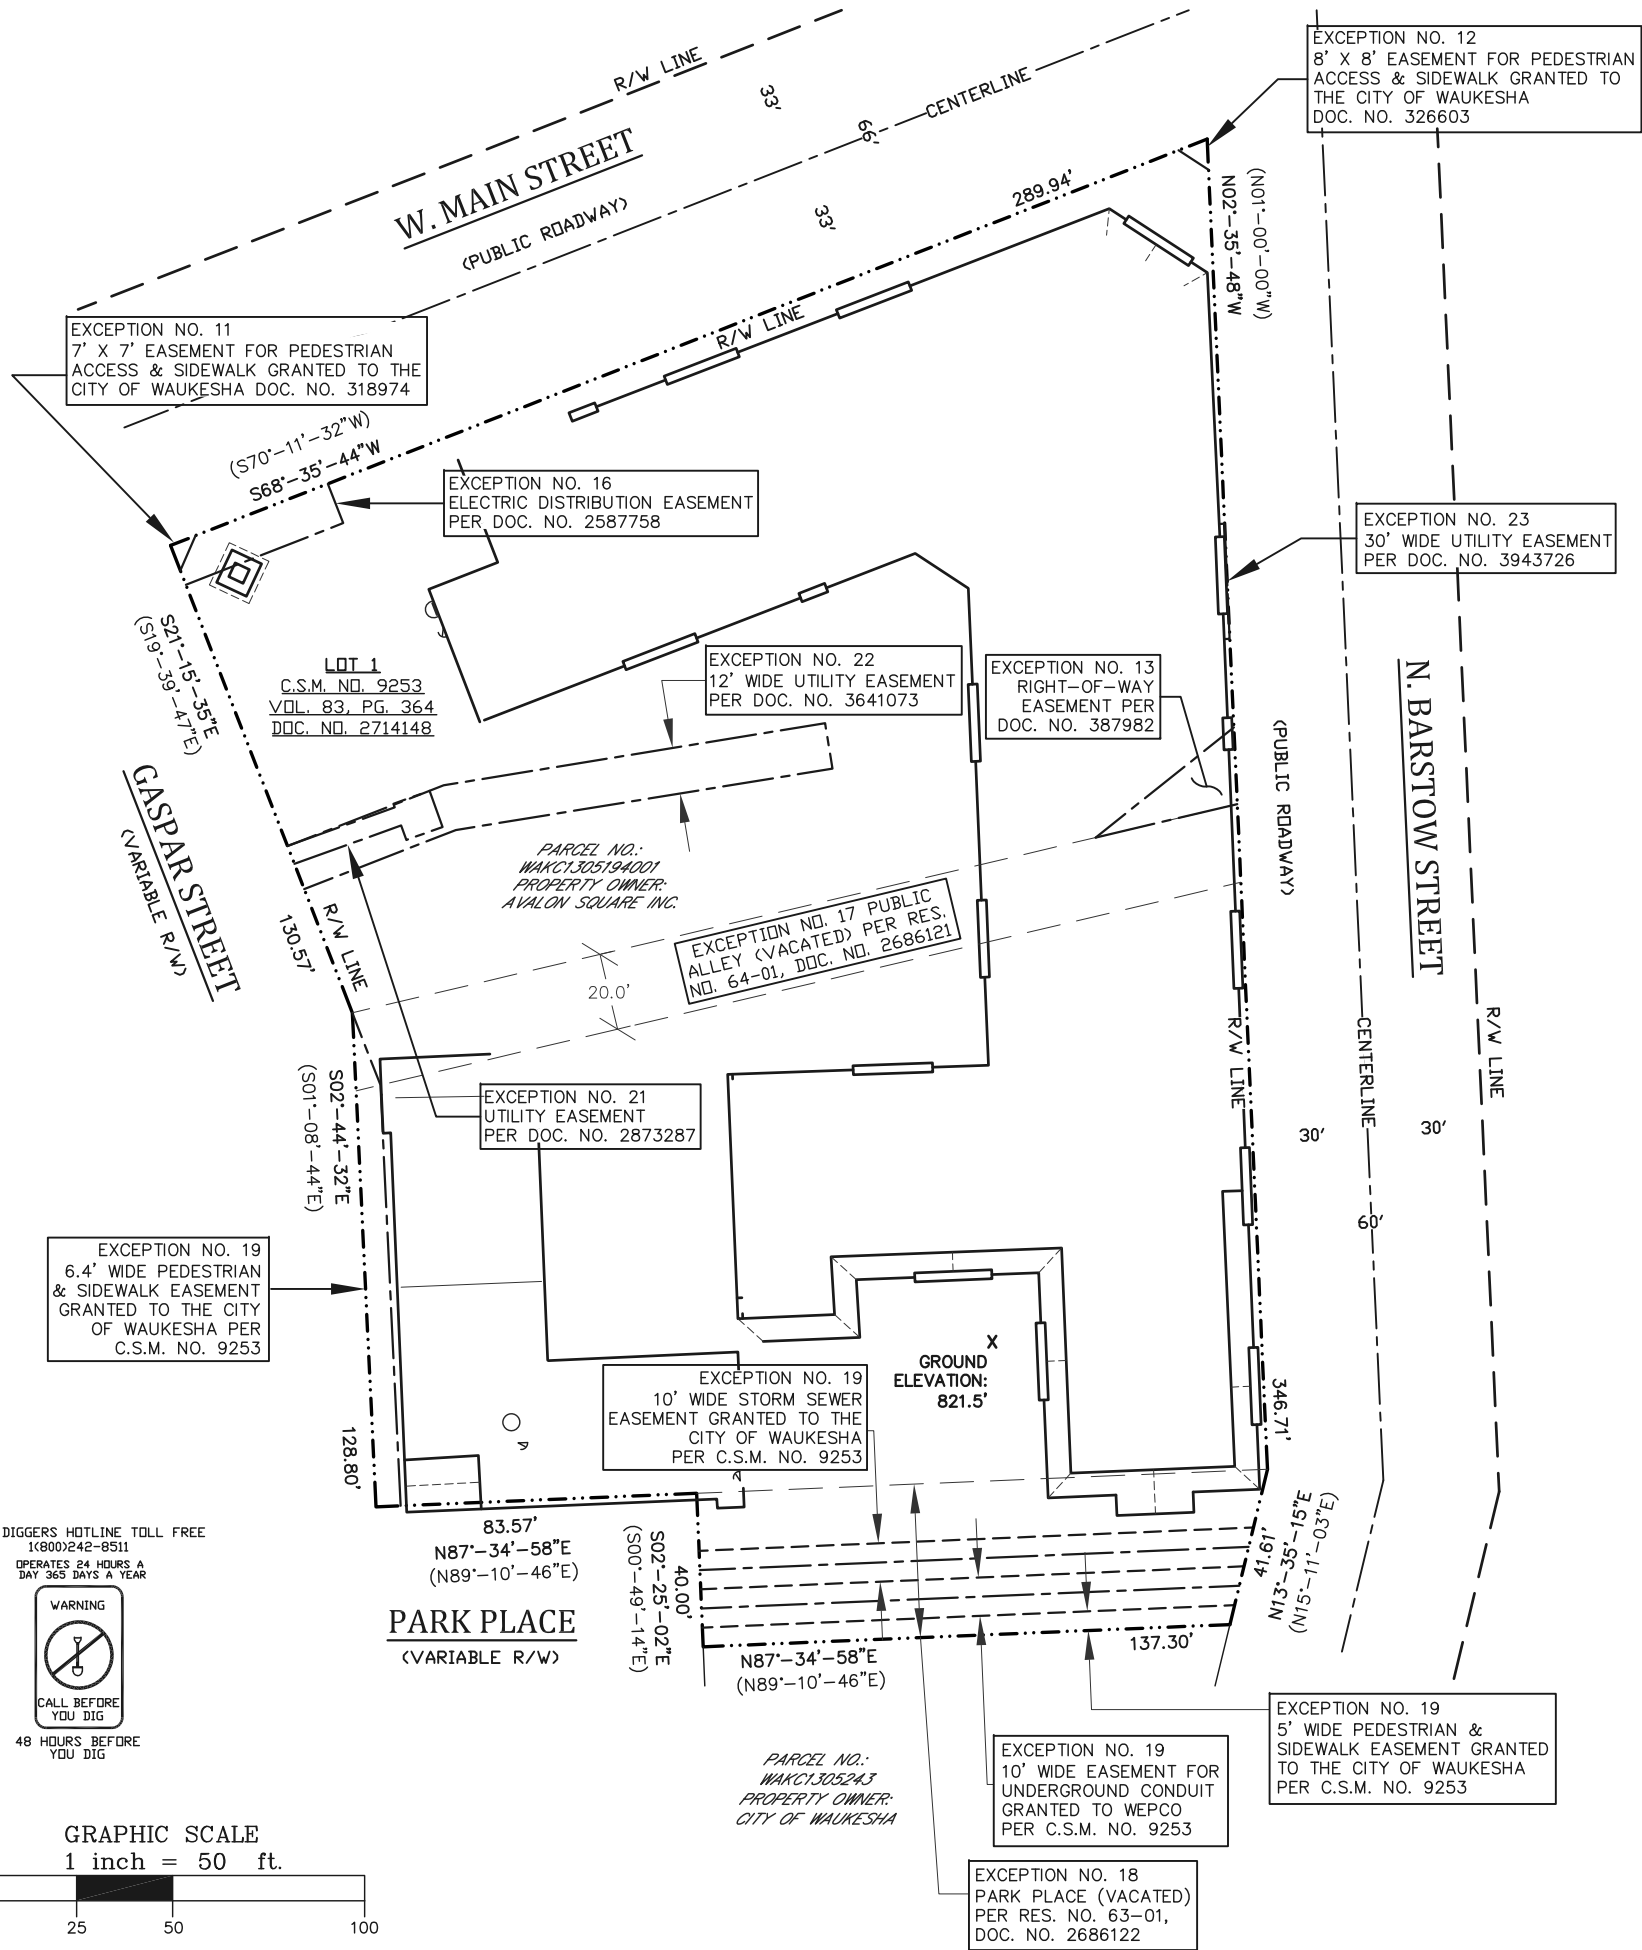 EXCEPTION NO. 12
8' X 8' EASEMENT FOR PEDESTRIAN
ACCESS & SIDEWALK GRANTED TO
THE CITY OF WAUKESHA
DOC. NO. 326603
R/W LINE
33'
66'
CENTERLINE
W. MAIN STREET
(PUBLIC ROADWAY)
33'
289.94'
N02°-35'-48"W
(N01°-00'-00"W)
R/W LINE
EXCEPTION NO. 11
7' X 7' EASEMENT FOR PEDESTRIAN
ACCESS & SIDEWALK GRANTED TO THE
CITY OF WAUKESHA DOC. NO. 318974
(S70°-11'-32"W)
S68°-35'-44"W
EXCEPTION NO. 16
ELECTRIC DISTRIBUTION EASEMENT
PER DOC. NO. 2587758
EXCEPTION NO. 23
30' WIDE UTILITY EASEMENT
PER DOC. NO. 3943726
S21°-15'-35"E
(S19°-39'-47"E)
LOT 1
C.S.M. NO. 9253
VOL. 83, PG. 364
DOC. NO. 2714148
EXCEPTION NO. 22
12' WIDE UTILITY EASEMENT
PER DOC. NO. 3641073
EXCEPTION NO. 13
RIGHT-OF-WAY
EASEMENT PER
DOC. NO. 387982
N. BARSTOW STREET
(PUBLIC ROADWAY)
GASPAR STREET
(VARIABLE R/W)
PARCEL NO.:
WAKC1305194001
PROPERTY OWNER:
AVALON SQUARE INC.
EXCEPTION NO. 17 PUBLIC
ALLEY (VACATED) PER RES.
NO. 64-01, DOC. NO. 2686121
130.57'
R/W LINE
20.0'
R/W LINE
CENTERLINE
R/W LINE
S02°-44'-32"E
(S01°-08'-44"E)
EXCEPTION NO. 21
UTILITY EASEMENT
PER DOC. NO. 2873287
30'
30'
60'
EXCEPTION NO. 19
6.4' WIDE PEDESTRIAN
& SIDEWALK EASEMENT
GRANTED TO THE CITY
OF WAUKESHA PER
C.S.M. NO. 9253
X
GROUND
ELEVATION:
821.5'
EXCEPTION NO. 19
10' WIDE STORM SEWER
EASEMENT GRANTED TO THE
CITY OF WAUKESHA
PER C.S.M. NO. 9253
346.71'
128.80'
83.57'
N87°-34'-58"E
(N89°-10'-46"E)
S02°-25'-02"E
40.00'
(S00°-49'-14"E)
41.61'
N13°-35'-15"E
(N15°-11'-03"E)
DIGGERS HOTLINE TOLL FREE
1(800)242-8511
OPERATES 24 HOURS A
DAY 365 DAYS A YEAR
WARNING
CALL BEFORE
YOU DIG
48 HOURS BEFORE
YOU DIG
PARK PLACE
(VARIABLE R/W)
137.30'
N87°-34'-58"E
(N89°-10'-46"E)
EXCEPTION NO. 19
5' WIDE PEDESTRIAN &
SIDEWALK EASEMENT GRANTED
TO THE CITY OF WAUKESHA
PER C.S.M. NO. 9253
PARCEL NO.:
WAKC1305243
PROPERTY OWNER:
CITY OF WAUKESHA
EXCEPTION NO. 19
10' WIDE EASEMENT FOR
UNDERGROUND CONDUIT
GRANTED TO WEPCO
PER C.S.M. NO. 9253
EXCEPTION NO. 18
PARK PLACE (VACATED)
PER RES. NO. 63-01,
DOC. NO. 2686122
GRAPHIC SCALE
1 inch = 50 ft.
25 50 100